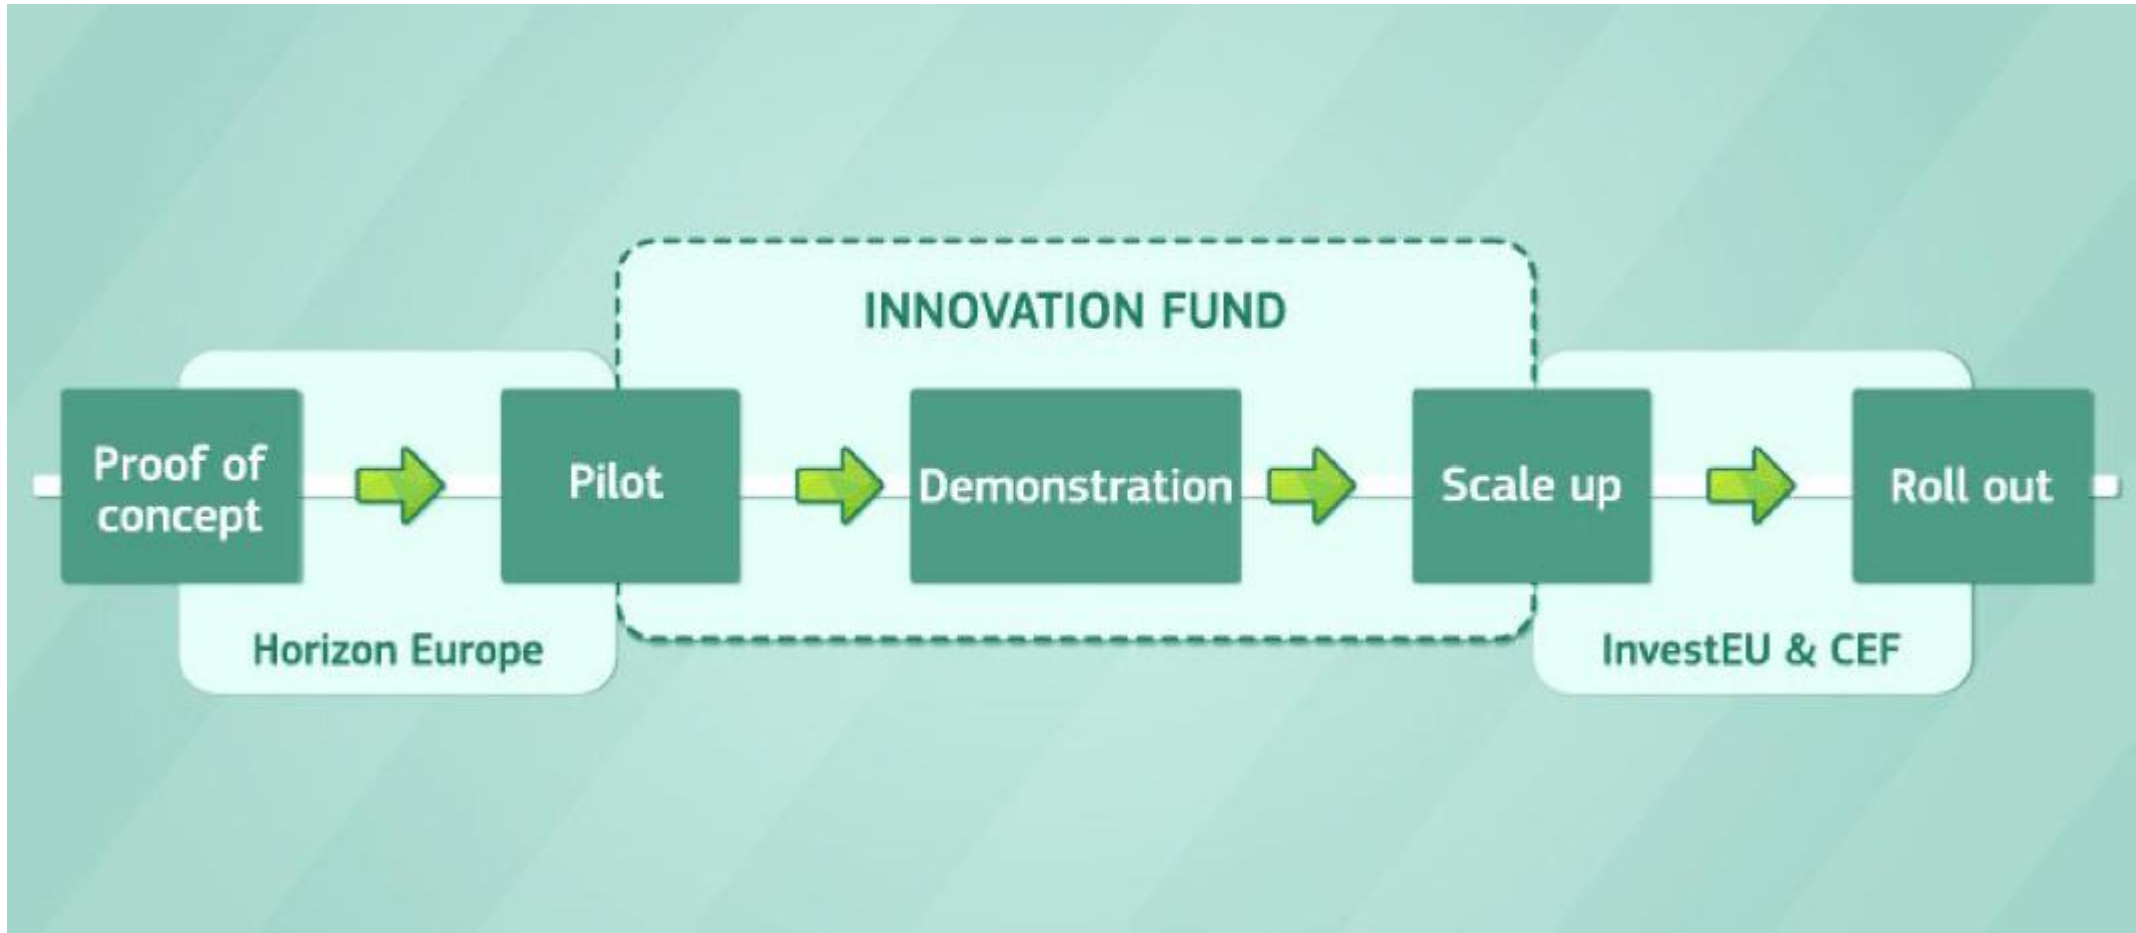 INNOVATION FUND
Proof of
concept
Pilot
Demonstration
Scale up
Roll out
Horizon Europe
InvestEU & CEF